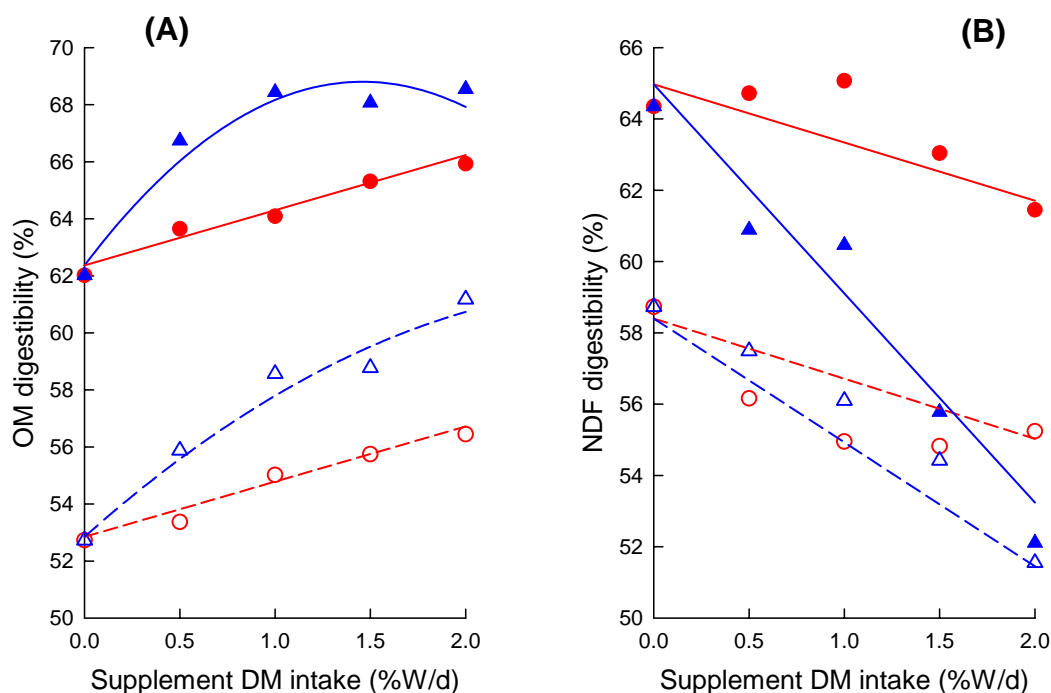 (A)
OM digestibility (%)
70
68
66
64
62
60
58
56
54
52
50
0.0 0.5 1.0 1.5 2.0
Supplement DM intake (%W/d)
(B)
NDF digestibility (%)
66
64
62
60
58
56
54
52
50
0.0 0.5 1.0 1.5 2.0
Supplement DM intake (%W/d)